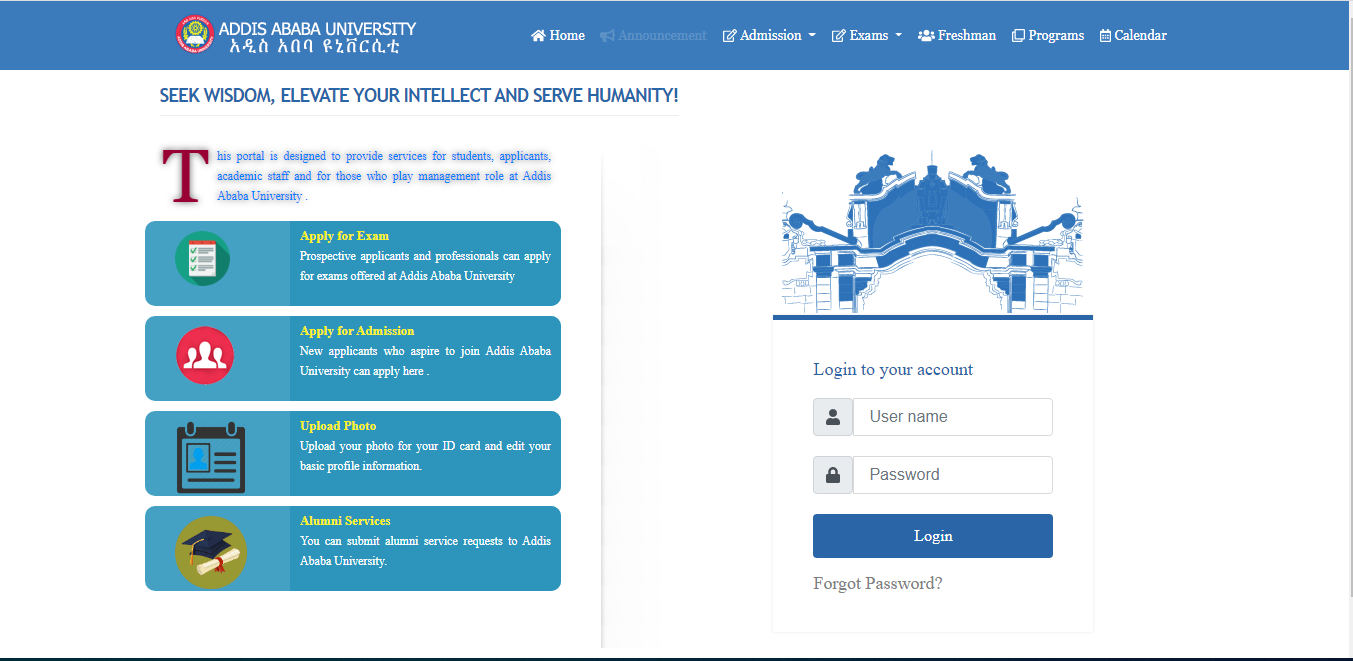 ADDIS ABABA UNIVERSITY
አዲስ አበባ ዩኒቨርሲቲ
Home Announcement Admission Exams Freshman Programs Calendar
SEEK WISDOM, ELEVATE YOUR INTELLECT AND SERVE HUMANITY!
This portal is designed to provide services for students, applicants,
academic staff and for those who play management role at Addis
Ababa University .
Apply for Exam
Prospective applicants and professionals can apply
for exams offered at Addis Ababa University
Apply for Admission
New applicants who aspire to join Addis Ababa
University can apply here .
Upload Photo
Upload your photo for your ID card and edit your
basic profile information.
Alumni Services
You can submit alumni service requests to Addis
Ababa University.
Login to your account
User name
Password
Login
Forgot Password?